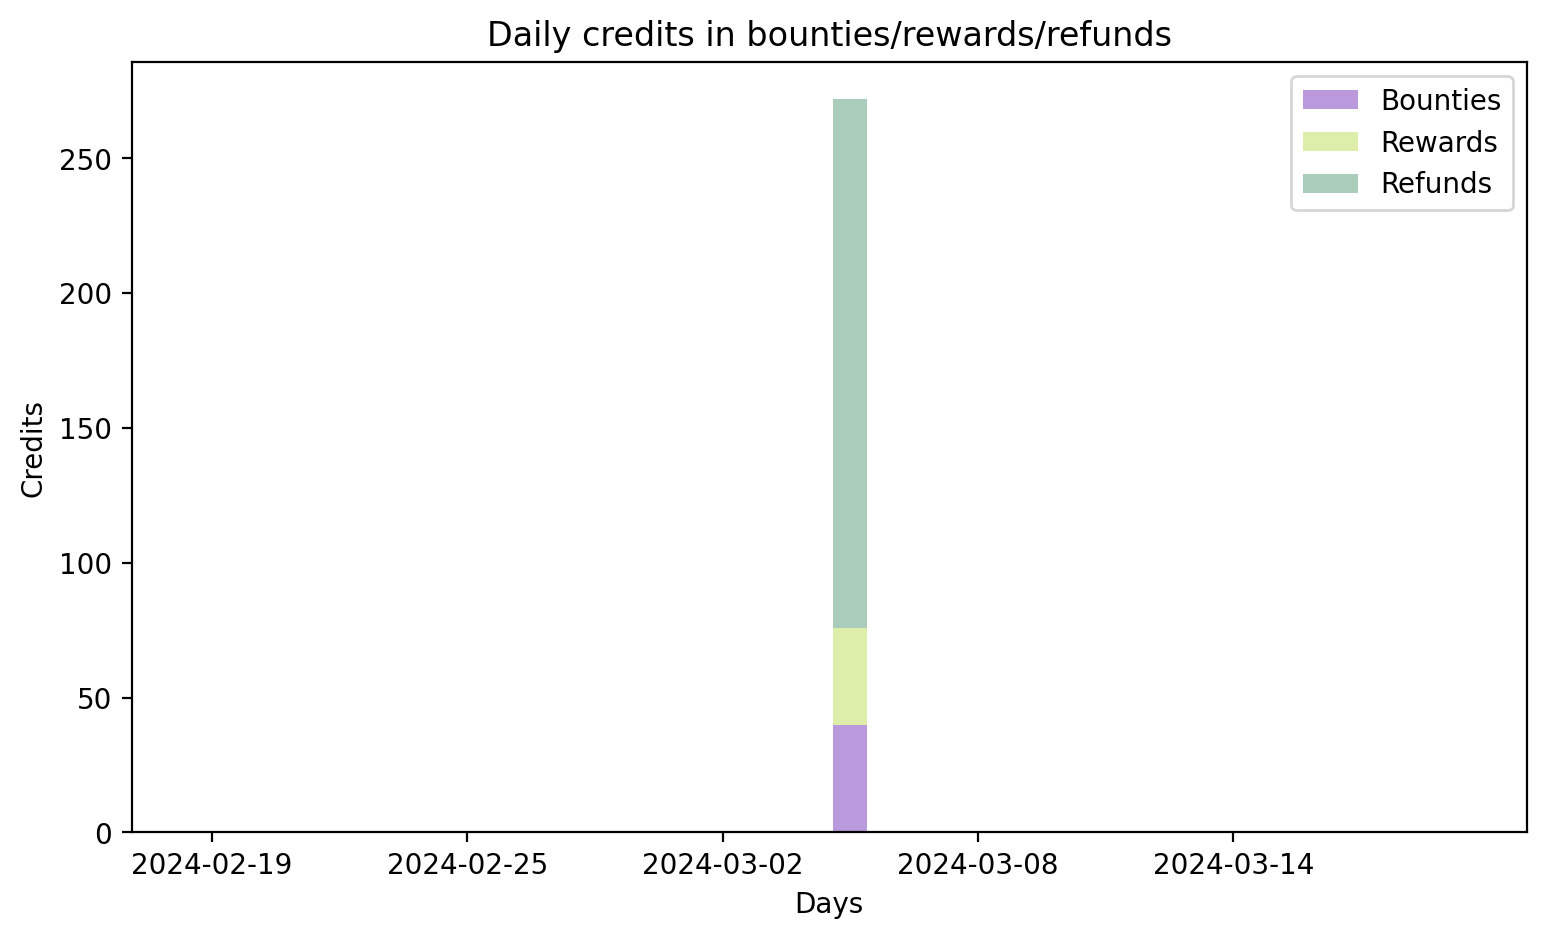 Daily credits in bounties/rewards/refunds
Bounties
Rewards
Refunds
Credits
250
200
150
100
50
0
2024-02-19 2024-02-25 2024-03-02 2024-03-08 2024-03-14
Days